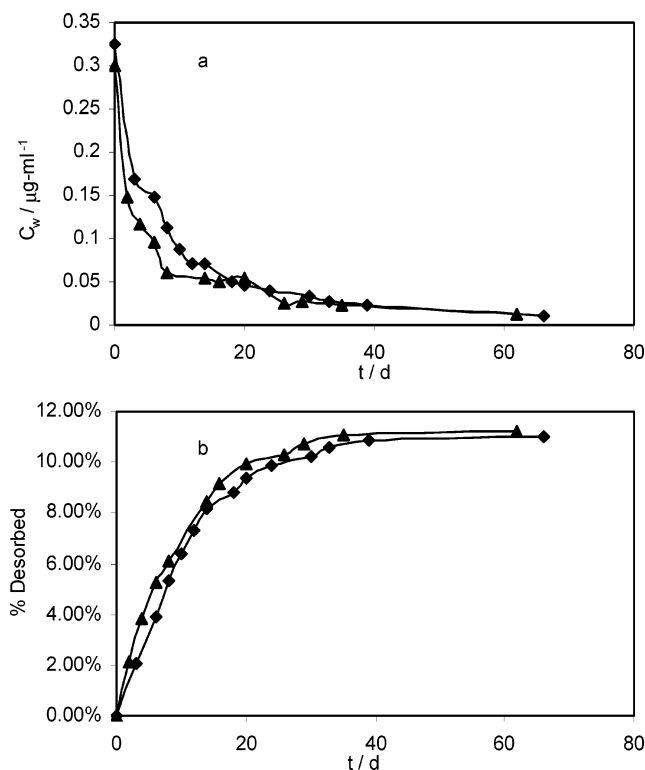 0.35
0.3
0.25
0.2
0.15
0.1
0.05
0
C_w / μg-ml⁻¹
a
0 20 40 60 80
t / d
12.00%
10.00%
8.00%
6.00%
4.00%
2.00%
0.00%
% Desorbed
b
0 20 40 60 80
t / d